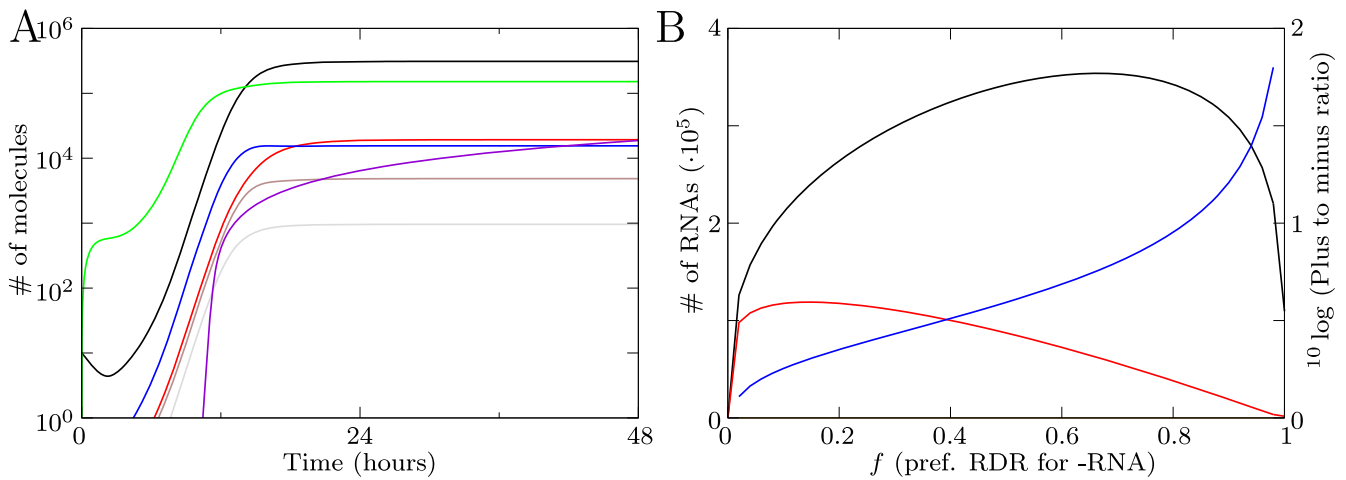 A
10^6
10^4
10^2
10^0
# of molecules
0
24
48
Time (hours)
B
4
2
0
# of RNAs (·10^5)
0
0.2
0.4
0.6
0.8
1
f (pref. RDR for -RNA)
2
1
0
^10 log (Plus to minus ratio)